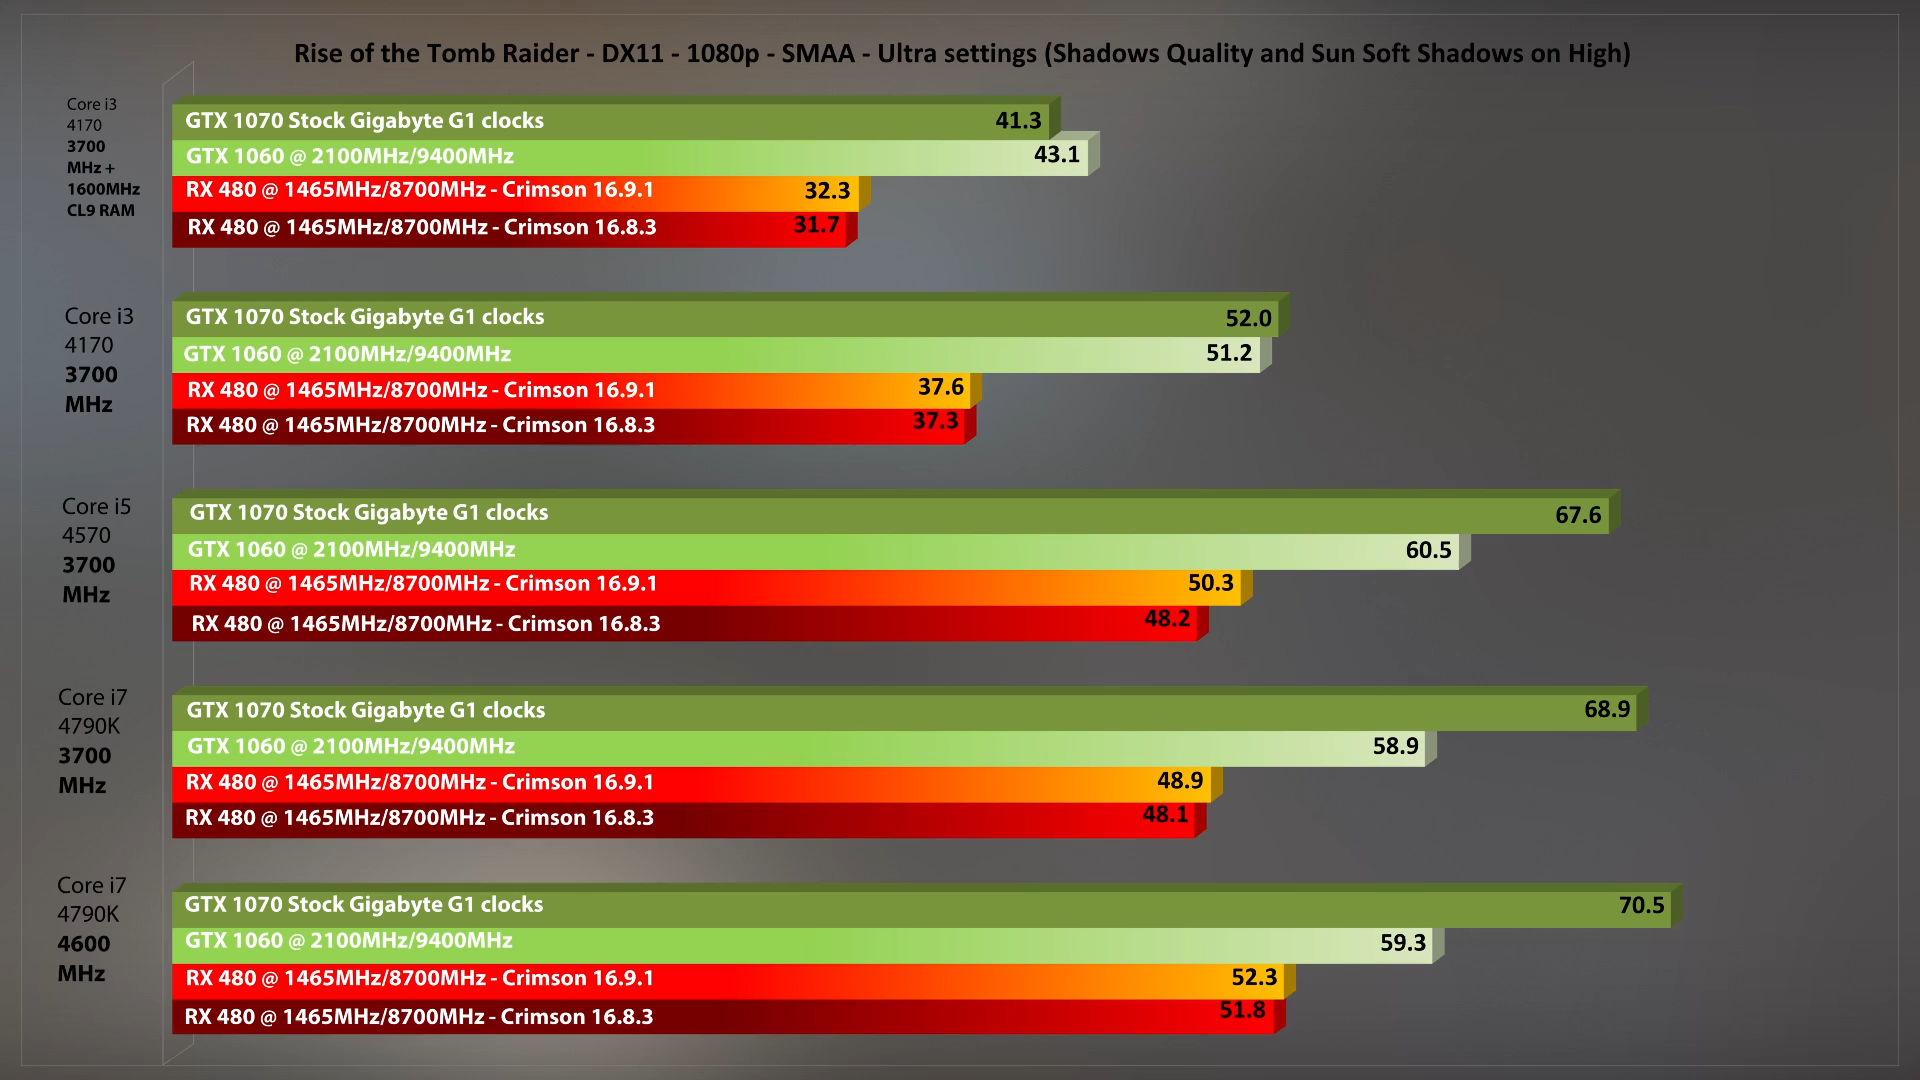 Rise of the Tomb Raider - DX11 - 1080p - SMAA - Ultra settings (Shadows Quality and Sun Soft Shadows on High)
Core i3
4170
3700
MHz +
1600MHz
CL9 RAM
GTX 1070 Stock Gigabyte G1 clocks 41.3
GTX 1060 @ 2100MHz/9400MHz 43.1
RX 480 @ 1465MHz/8700MHz - Crimson 16.9.1 32.3
RX 480 @ 1465MHz/8700MHz - Crimson 16.8.3 31.7
Core i3
4170
3700
MHz
GTX 1070 Stock Gigabyte G1 clocks 52.0
GTX 1060 @ 2100MHz/9400MHz 51.2
RX 480 @ 1465MHz/8700MHz - Crimson 16.9.1 37.6
RX 480 @ 1465MHz/8700MHz - Crimson 16.8.3 37.3
Core i5
4570
3700
MHz
GTX 1070 Stock Gigabyte G1 clocks 67.6
GTX 1060 @ 2100MHz/9400MHz 60.5
RX 480 @ 1465MHz/8700MHz - Crimson 16.9.1 50.3
RX 480 @ 1465MHz/8700MHz - Crimson 16.8.3 48.2
Core i7
4790K
3700
MHz
GTX 1070 Stock Gigabyte G1 clocks 68.9
GTX 1060 @ 2100MHz/9400MHz 58.9
RX 480 @ 1465MHz/8700MHz - Crimson 16.9.1 48.9
RX 480 @ 1465MHz/8700MHz - Crimson 16.8.3 48.1
Core i7
4790K
4600
MHz
GTX 1070 Stock Gigabyte G1 clocks 70.5
GTX 1060 @ 2100MHz/9400MHz 59.3
RX 480 @ 1465MHz/8700MHz - Crimson 16.9.1 52.3
RX 480 @ 1465MHz/8700MHz - Crimson 16.8.3 51.8